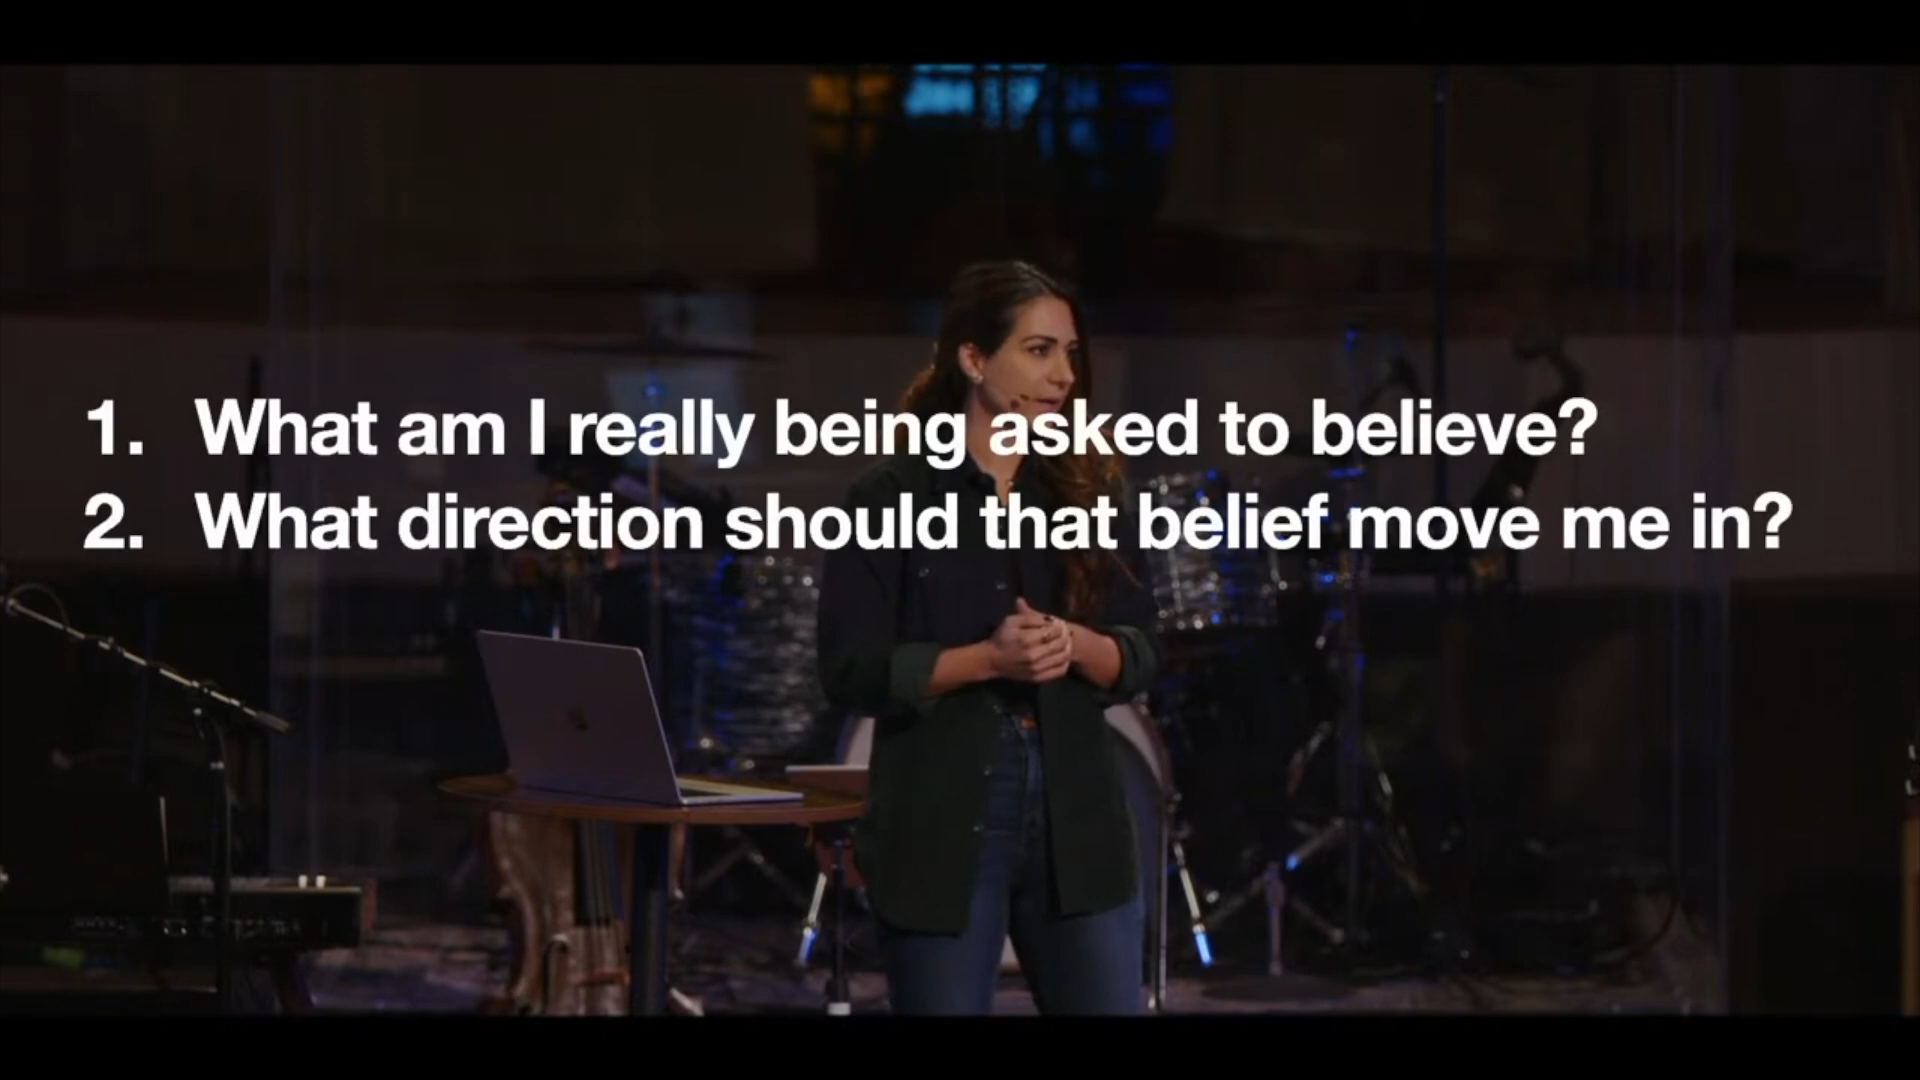 1. What am I really being asked to believe?
2. What direction should that belief move me in?